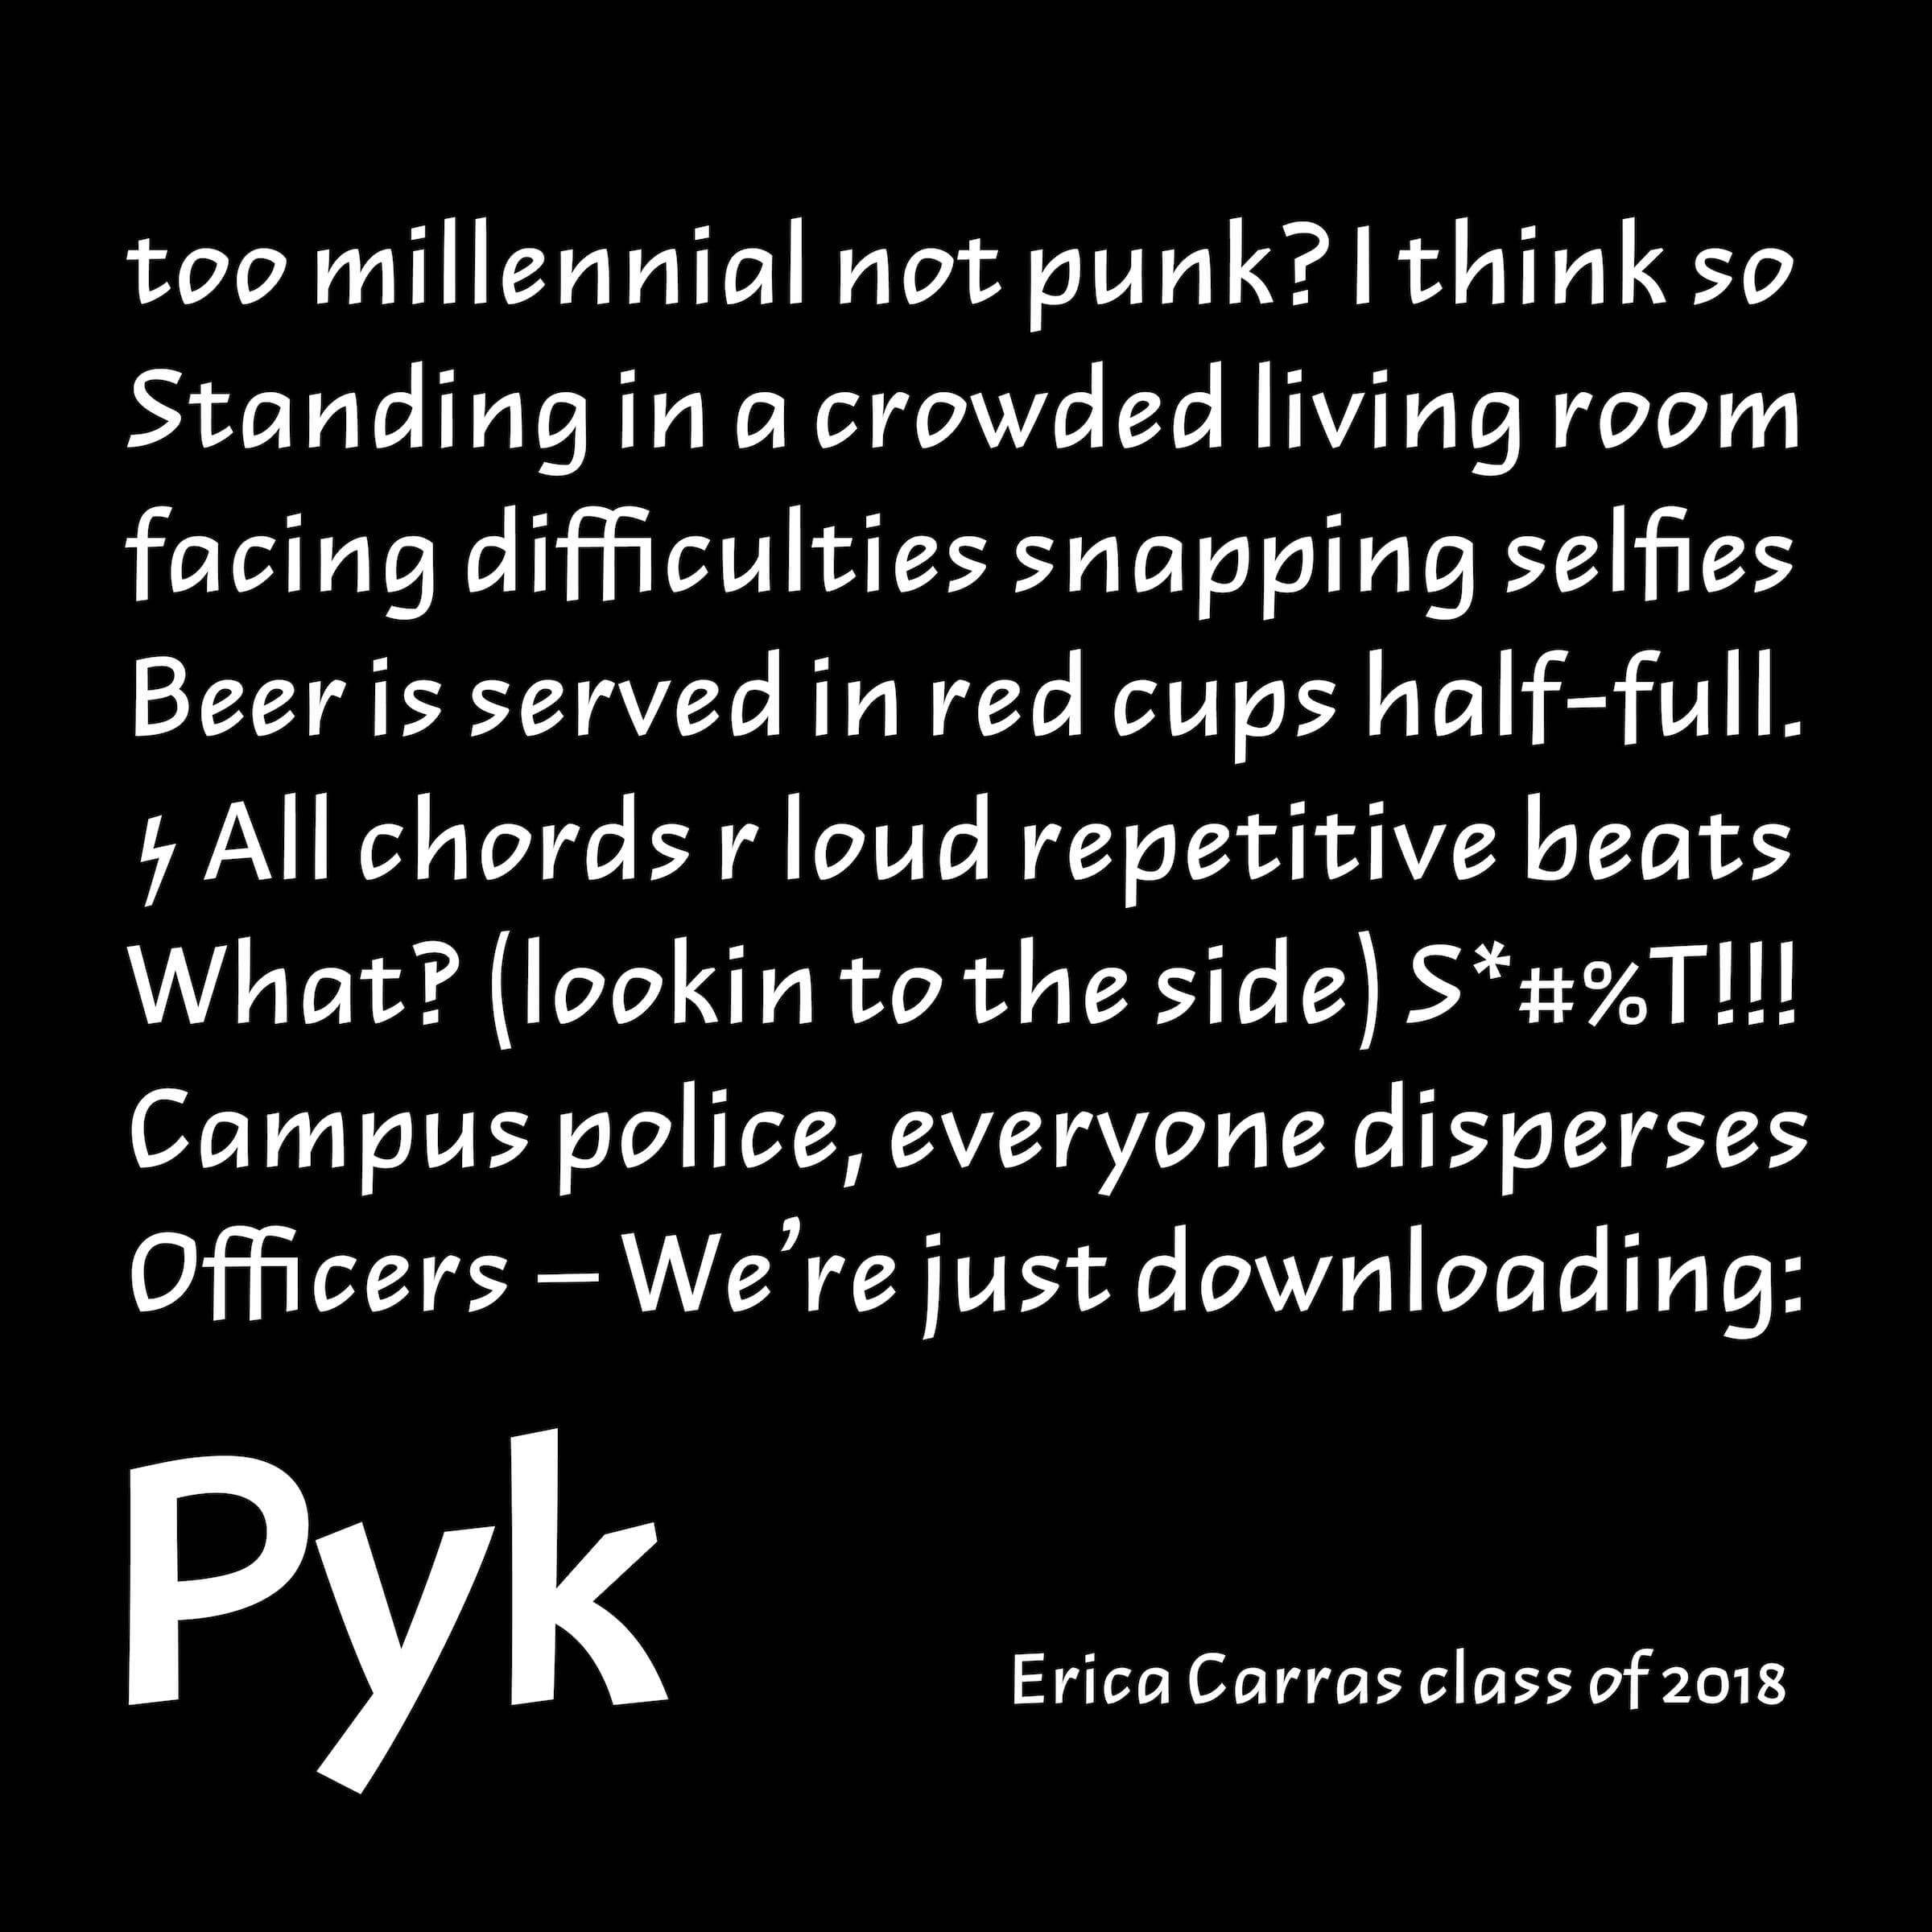 too millennial not punk? I think so
Standing in a crowded living room
facing difficulties snapping selfies
Beer is served in red cups half-full.
ϟ All chords r loud repetitive beats
What? (lookin to the side) S*#%T!!!
Campus police, everyone disperses
Officers – We’re just downloading:
Pyk
Erica Carras class of 2018